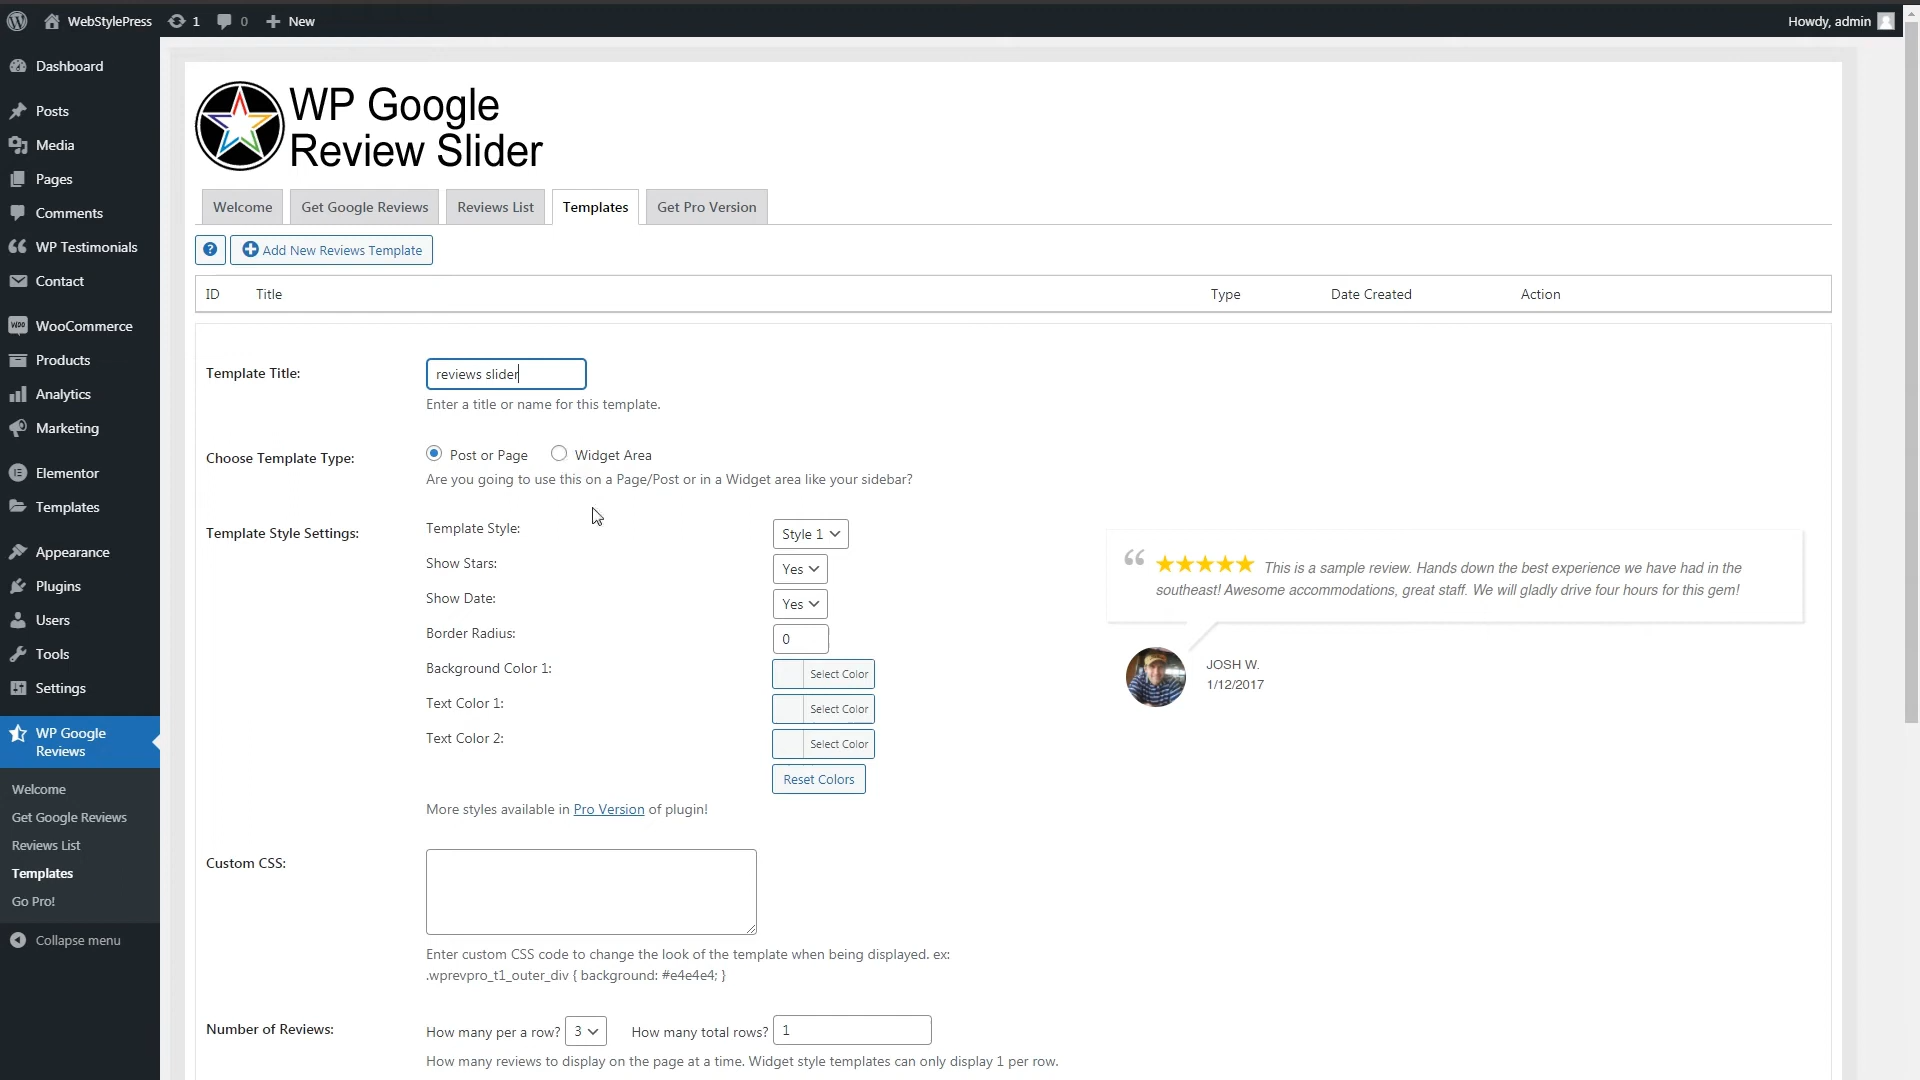 WebStylePress 1 0 New Howdy, admin
Dashboard
Posts
Media
Pages
Comments
WP Testimonials
Contact
WooCommerce
Products
Analytics
Marketing
Elementor
Templates
Appearance
Plugins
Users
Tools
Settings
WP Google
Reviews
Welcome
Get Google Reviews
Reviews List
Templates
Go Pro!
Collapse menu
WP Google
Review Slider
Welcome Get Google Reviews Reviews List Templates Get Pro Version
? Add New Reviews Template
ID Title Type Date Created Action
Template Title: reviews slider
Enter a title or name for this template.
Choose Template Type: Post or Page Widget Area
Are you going to use this on a Page/Post or in a Widget area like your sidebar?
Template Style Settings: Template Style: Style 1
Show Stars: Yes
Show Date: Yes
Border Radius: 0
Background Color 1: Select Color
Text Color 1: Select Color
Text Color 2: Select Color
Reset Colors
More styles available in Pro Version of plugin!
“ This is a sample review. Hands down the best experience we have had in the
southeast! Awesome accommodations, great staff. We will gladly drive four hours for this gem!
JOSH W.
1/12/2017
Custom CSS:
Enter custom CSS code to change the look of the template when being displayed. ex:
.wprevpro_t1_outer_div { background: #e4e4e4; }
Number of Reviews: How many per a row? 3 How many total rows? 1
How many reviews to display on the page at a time. Widget style templates can only display 1 per row.